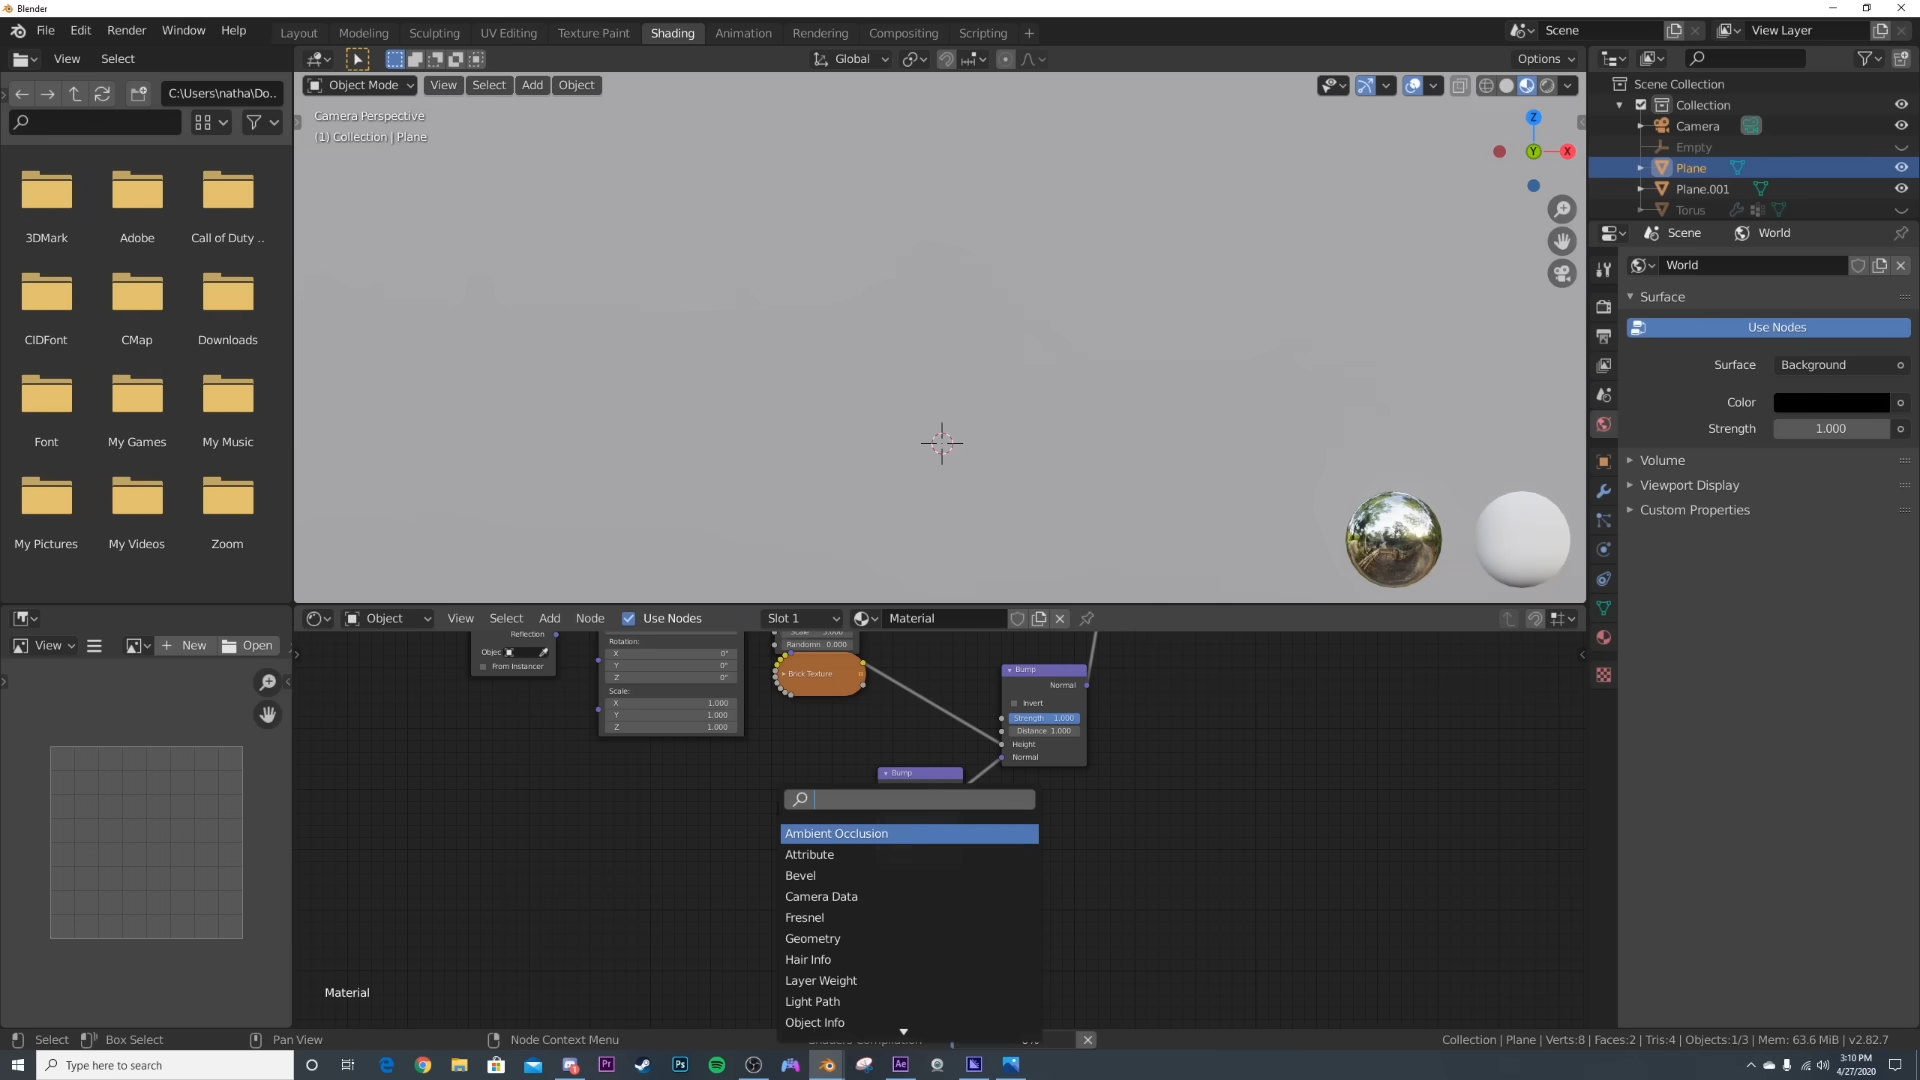 Blender
File Edit Render Window Help
Layout Modeling Sculpting UV Editing Texture Paint Shading Animation Rendering Compositing Scripting +
Scene
View Layer
View Select
Global
Options
C:\Users\natha\Do..
Object Mode View Select Add Object
Camera Perspective
(1) Collection | Plane
Z
Y
X
3DMark Adobe Call of Duty ..
CIDFont CMap Downloads
Font My Games My Music
My Pictures My Videos Zoom
Scene Collection
Collection
Camera
Empty
Plane
Plane.001
Torus
Scene World
World
Surface
Use Nodes
Surface Background
Color
Strength 1.000
Volume
Viewport Display
Custom Properties
View + New Open
Object View Select Add Node Use Nodes Slot 1 Material
Reflection
Objec
From Instancer
Rotation:
X 0°
Y 0°
Z 0°
Scale:
X 1.000
Y 1.000
Z 1.000
Randomn 0.000
Brick Texture
Bump
Normal
Invert
Strength 1.000
Distance 1.000
Height
Normal
Bump
Ambient Occlusion
Attribute
Bevel
Camera Data
Fresnel
Geometry
Hair Info
Layer Weight
Light Path
Object Info
Material
Select Box Select Pan View Node Context Menu
Collection | Plane | Verts:8 | Faces:2 | Tris:4 | Objects:1/3 | Mem: 63.6 MiB | v2.82.7
Type here to search
Pr
Ps
Ae
3:10 PM
4/27/2020